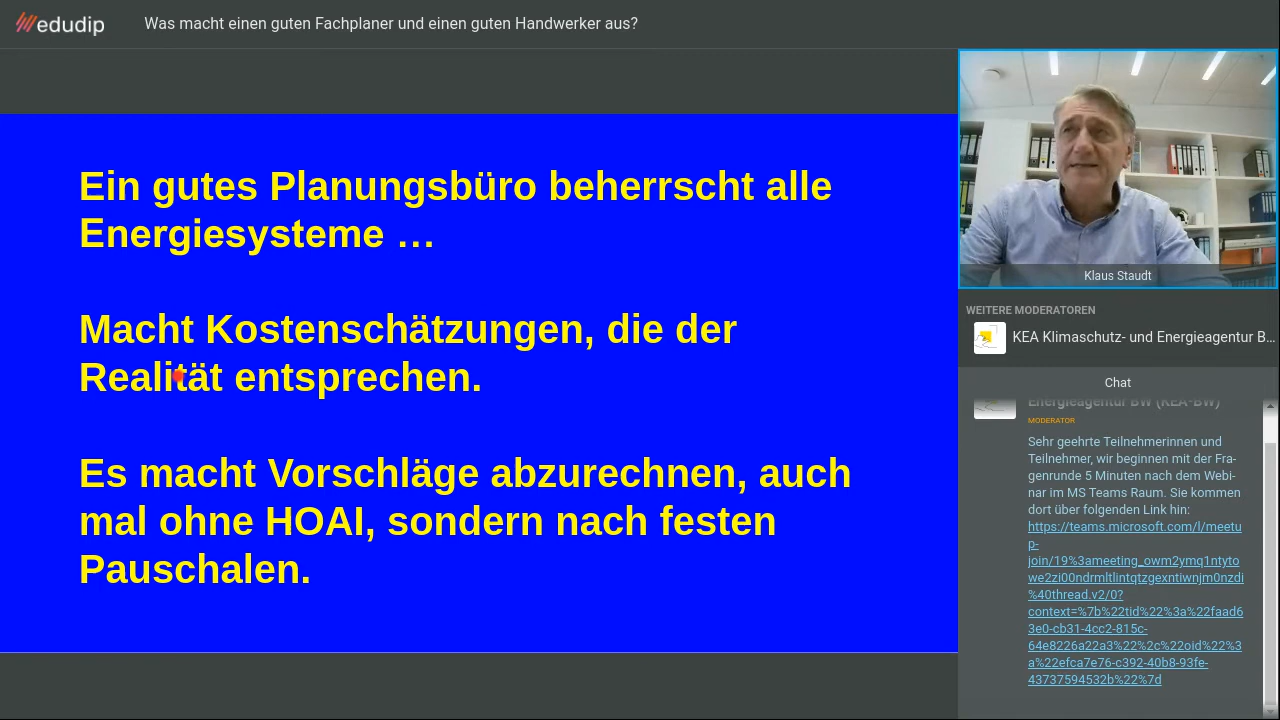 edudip
Was macht einen guten Fachplaner und einen guten Handwerker aus?
Ein gutes Planungsbüro beherrscht alle
Energiesysteme …
Macht Kostenschätzungen, die der
Realität entsprechen.
Es macht Vorschläge abzurechnen, auch
mal ohne HOAI, sondern nach festen
Pauschalen.
Klaus Staudt
WEITERE MODERATOREN
KEA Klimaschutz- und Energieagentur B...
Chat
Energieagentur BW (KEA-BW)
MODERATOR
Sehr geehrte Teilnehmerinnen und
Teilnehmer, wir beginnen mit der Fra-
genrunde 5 Minuten nach dem Webi-
nar im MS Teams Raum. Sie kommen
dort über folgenden Link hin:
https://teams.microsoft.com/l/meetu
p-
join/19%3ameeting_owm2ymq1ntyto
we2zi00ndrmltlintqtzgexntiwnjm0nzdi
%40thread.v2/0?
context=%7b%22tid%22%3a%22faad6
3e0-cb31-4cc2-815c-
64e8226a22a3%22%2c%22oid%22%3
a%22efca7e76-c392-40b8-93fe-
43737594532b%22%7d